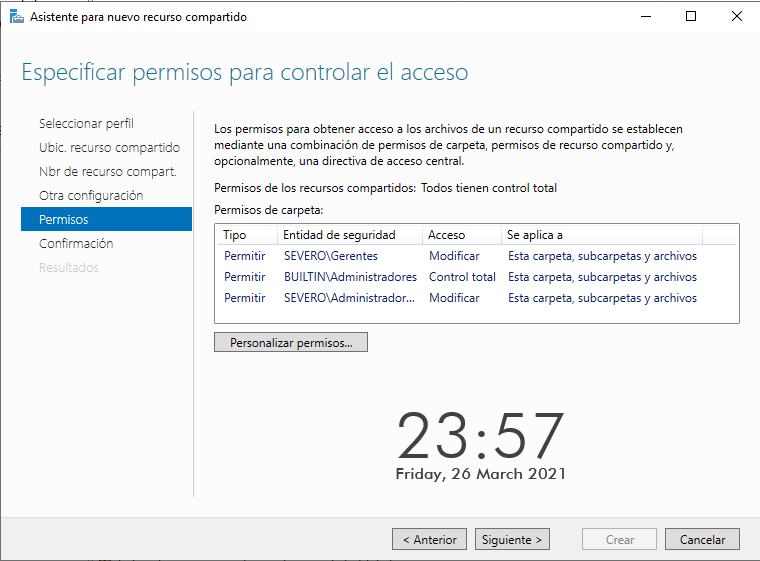 Asistente para nuevo recurso compartido
Especificar permisos para controlar el acceso
Seleccionar perfil
Ubic. recurso compartido
Nbr de recurso compart.
Otra configuración
Permisos
Confirmación
Resultados
Los permisos para obtener acceso a los archivos de un recurso compartido se establecen
mediante una combinación de permisos de carpeta, permisos de recurso compartido y,
opcionalmente, una directiva de acceso central.
Permisos de los recursos compartidos: Todos tienen control total
Permisos de carpeta:
Tipo Entidad de seguridad Acceso Se aplica a
Permitir SEVERO\Gerentes Modificar Esta carpeta, subcarpetas y archivos
Permitir BUILTIN\Administradores Control total Esta carpeta, subcarpetas y archivos
Permitir SEVERO\Administrador... Modificar Esta carpeta, subcarpetas y archivos
Personalizar permisos...
23:57
Friday, 26 March 2021
< Anterior Siguiente > Crear Cancelar